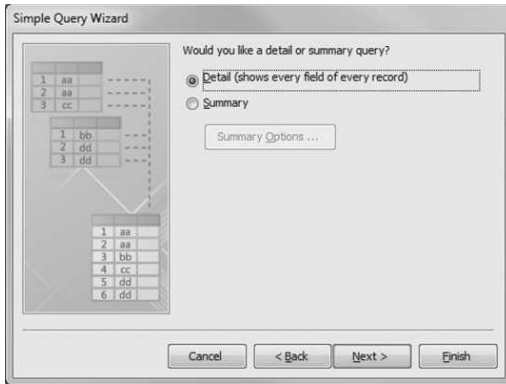 Simple Query Wizard
Would you like a detail or summary query?
Detail (shows every field of every record)
Summary
Summary Options ...
1 aa
2 aa
3 cc
1 bb
2 dd
3 dd
1 aa
2 aa
3 bb
4 cc
5 dd
6 dd
Cancel
< Back
Next >
Finish